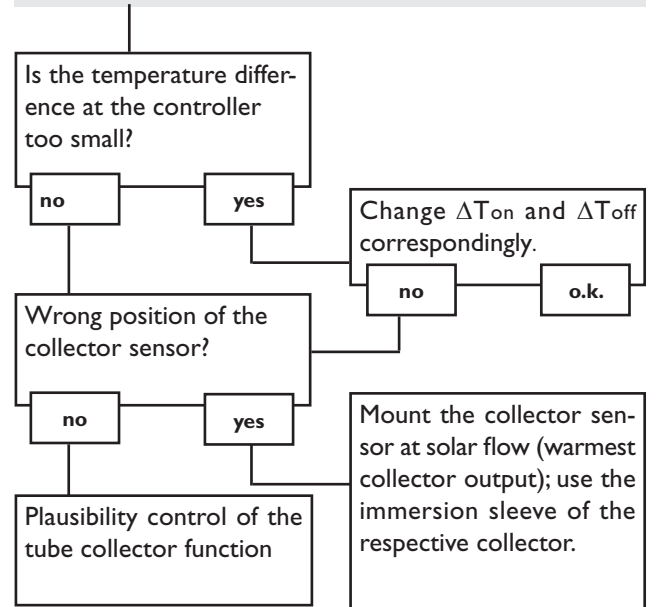 Is the temperature differ-
ence at the controller
too small?
no
yes
Change ΔTon and ΔToff
correspondingly.
no
o.k.
Wrong position of the
collector sensor?
no
yes
Mount the collector sen-
sor at solar flow (warmest
collector output); use the
immersion sleeve of the
respective collector.
Plausibility control of the
tube collector function